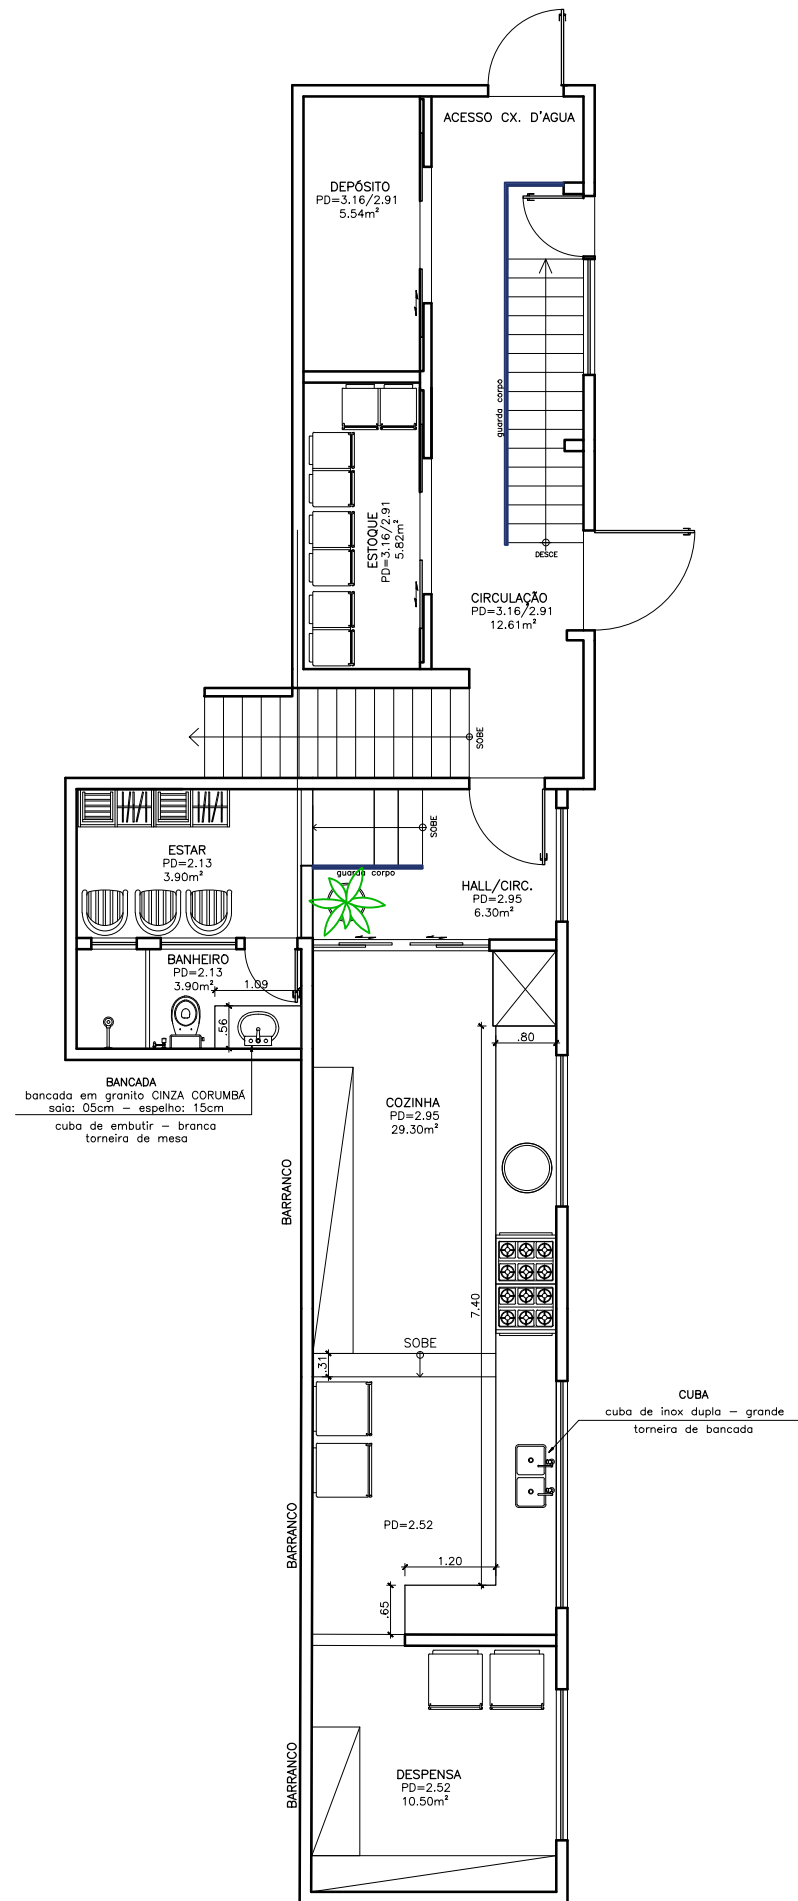 ACESSO CX. D'AGUA
DEPÓSITO
PD=3.16/2.91
5.54m²
guarda corpo
ESTOQUE
PD=3.16/2.91
5.82m²
DESCE
CIRCULAÇÃO
PD=3.16/2.91
12.61m²
SOBE
SOBE
ESTAR
PD=2.13
3.90m²
guarda corpo
HALL/CIRC.
PD=2.95
6.30m²
BANHEIRO
PD=2.13
3.90m²
1.09
.56
.80
BANCADA
bancada em granito CINZA CORUMBÁ
saia: 05cm – espelho: 15cm
cuba de embutir – branca
torneira de mesa
COZINHA
PD=2.95
29.30m²
BARRANCO
7.40
SOBE
.31
CUBA
cuba de inox dupla – grande
torneira de bancada
PD=2.52
BARRANCO
1.20
.65
BARRANCO
DESPENSA
PD=2.52
10.50m²